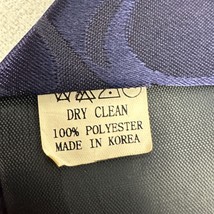 DRY CLEAN
100% POLYESTER
MADE IN KOREA